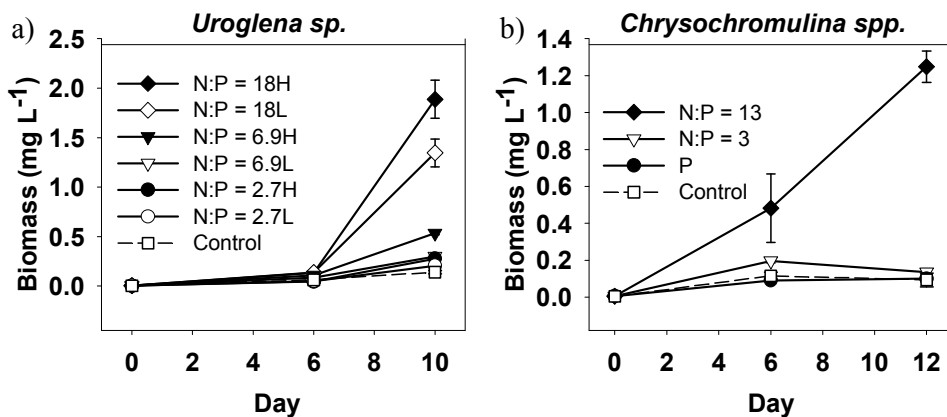 a)
Uroglena sp.
2.5
2.0
1.5
1.0
0.5
0.0
Biomass (mg L-1)
N:P = 18H
N:P = 18L
N:P = 6.9H
N:P = 6.9L
N:P = 2.7H
N:P = 2.7L
Control
0 2 4 6 8 10
Day
b)
Chrysochromulina spp.
1.4
1.2
1.0
0.8
0.6
0.4
0.2
0.0
Biomass (mg L-1)
N:P = 13
N:P = 3
P
Control
0 2 4 6 8 10 12
Day